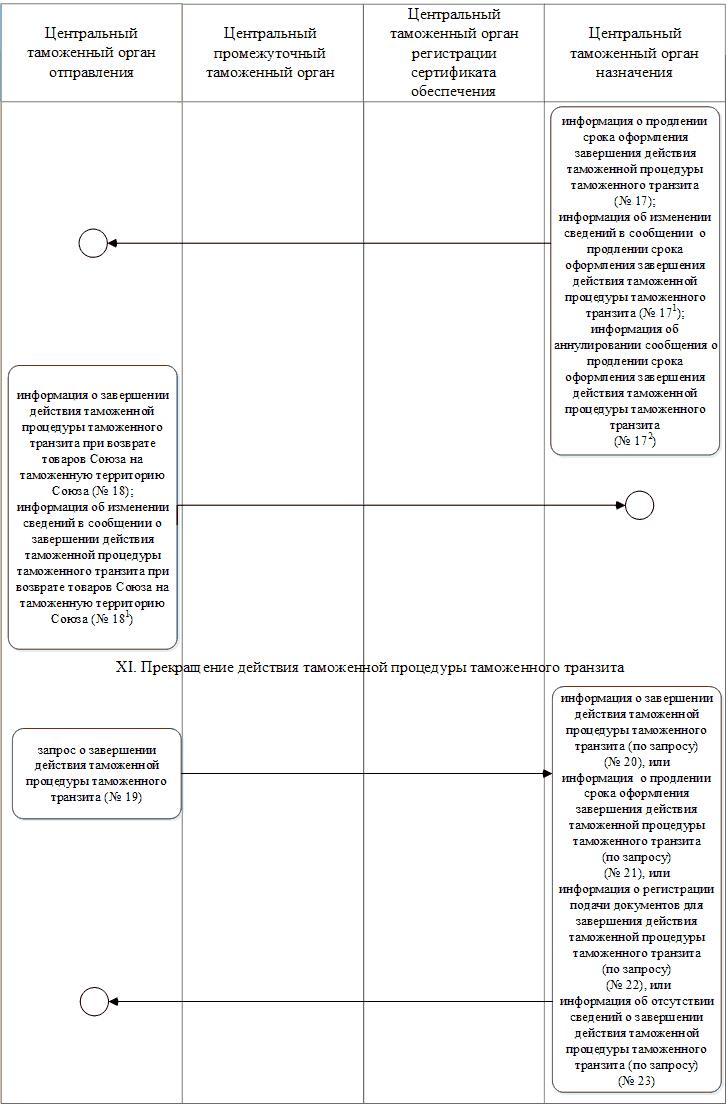 Центральный
таможенный орган
отправления
Центральный
промежуточный
таможенный орган
Центральный
таможенный орган
регистрации
сертификата
обеспечения
Центральный
таможенный орган
назначения
информация о продлении
срока оформления
завершения действия
таможенной процедуры
таможенного транзита
(№ 17);
информация об изменении
сведений в сообщении о
продлении срока
оформления завершения
действия таможенной
процедуры таможенного
транзита (№ 17¹);
информация об
аннулировании сообщения о
продлении срока
оформления завершения
действия таможенной
процедуры таможенного
транзита
(№ 17²)
информация о завершении
действия таможенной
процедуры таможенного
транзита при возврате
товаров Союза на
таможенную территорию
Союза (№ 18);
информация об изменении
сведений в сообщении о
завершении действия
таможенной процедуры
таможенного транзита при
возврате товаров Союза на
таможенную территорию
Союза (№ 18¹)
XI. Прекращение действия таможенной процедуры таможенного транзита
запрос о завершении
действия таможенной
процедуры таможенного
транзита (№ 19)
информация о завершении
действия таможенной
процедуры таможенного
транзита (по запросу)
(№ 20), или
информация о продлении
срока оформления
завершения действия
таможенной процедуры
таможенного транзита
(по запросу)
(№ 21), или
информация о регистрации
подачи документов для
завершения действия
таможенной процедуры
таможенного транзита
(по запросу)
(№ 22), или
информация об отсутствии
сведений о завершении
действия таможенной
процедуры таможенного
транзита (по запросу)
(№ 23)